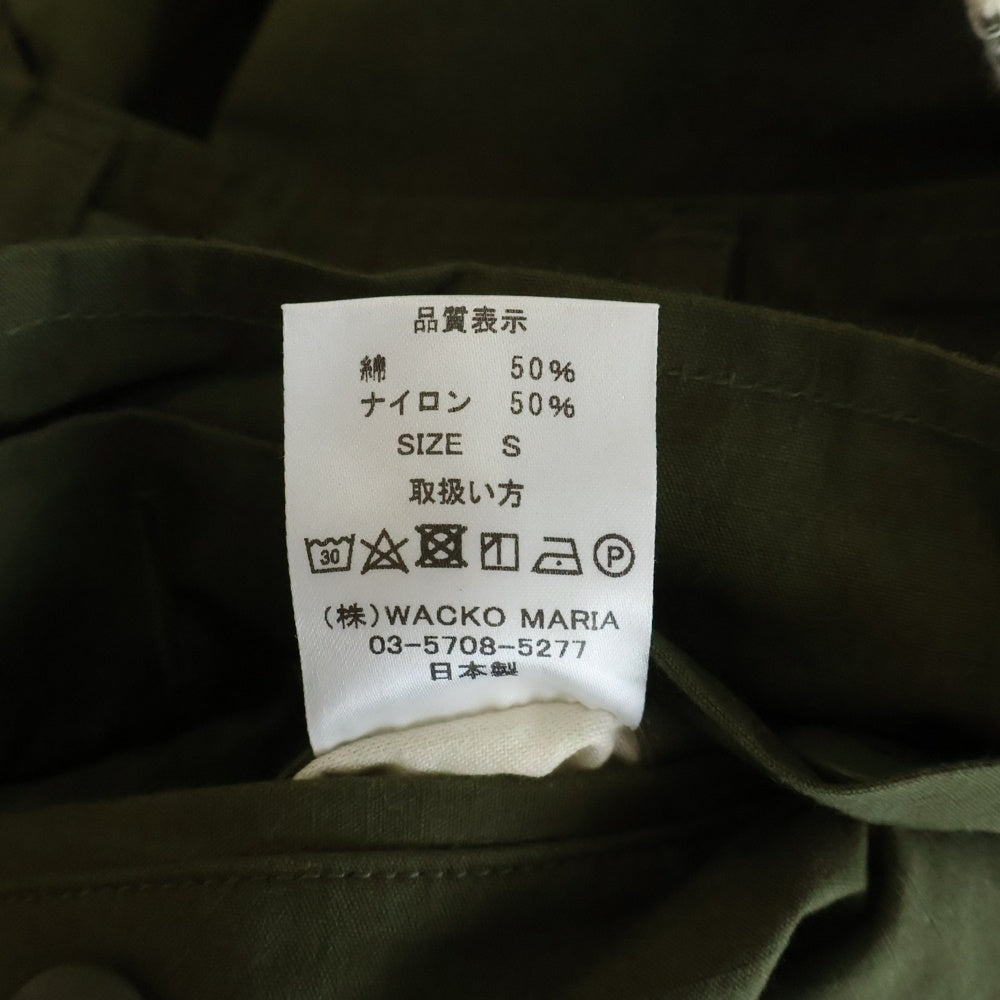 品質表示
綿 50%
ナイロン 50%
SIZE S
取扱い方
30 P
(株)WACKO MARIA
03-5708-5277
日本製